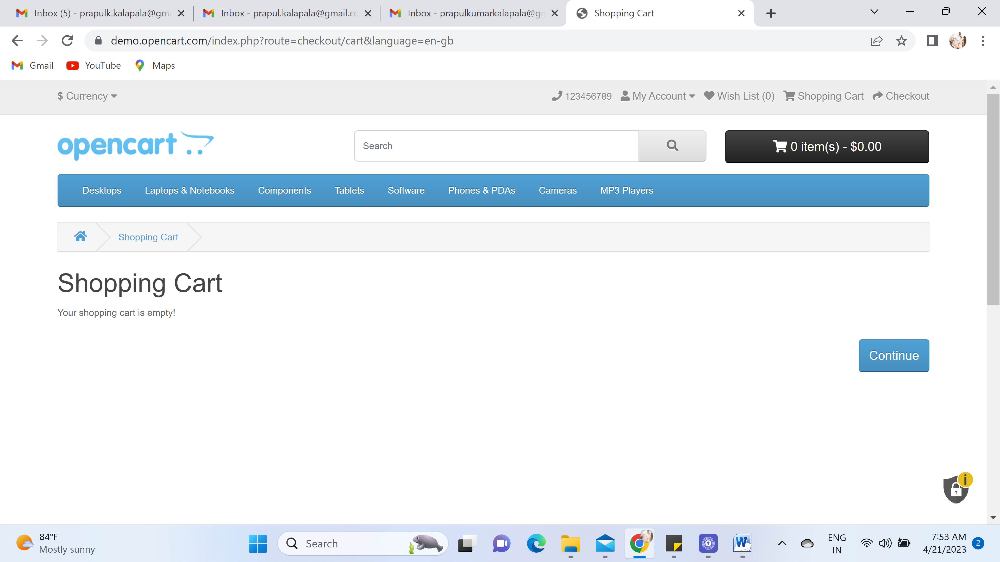 Inbox (5) - prapulk.kalapala@gma
Inbox - prapul.kalapala@gmail.co
Inbox - prapulkumarkalapala@gm
Shopping Cart
demo.opencart.com/index.php?route=checkout/cart&language=en-gb
Gmail YouTube Maps
$ Currency 123456789 My Account Wish List (0) Shopping Cart Checkout
opencart Search 0 item(s) - $0.00
Desktops Laptops & Notebooks Components Tablets Software Phones & PDAs Cameras MP3 Players
Shopping Cart
Shopping Cart
Your shopping cart is empty!
Continue
i
84°F
Mostly sunny
Search
W
ENG
IN
7:53 AM
4/21/2023
2